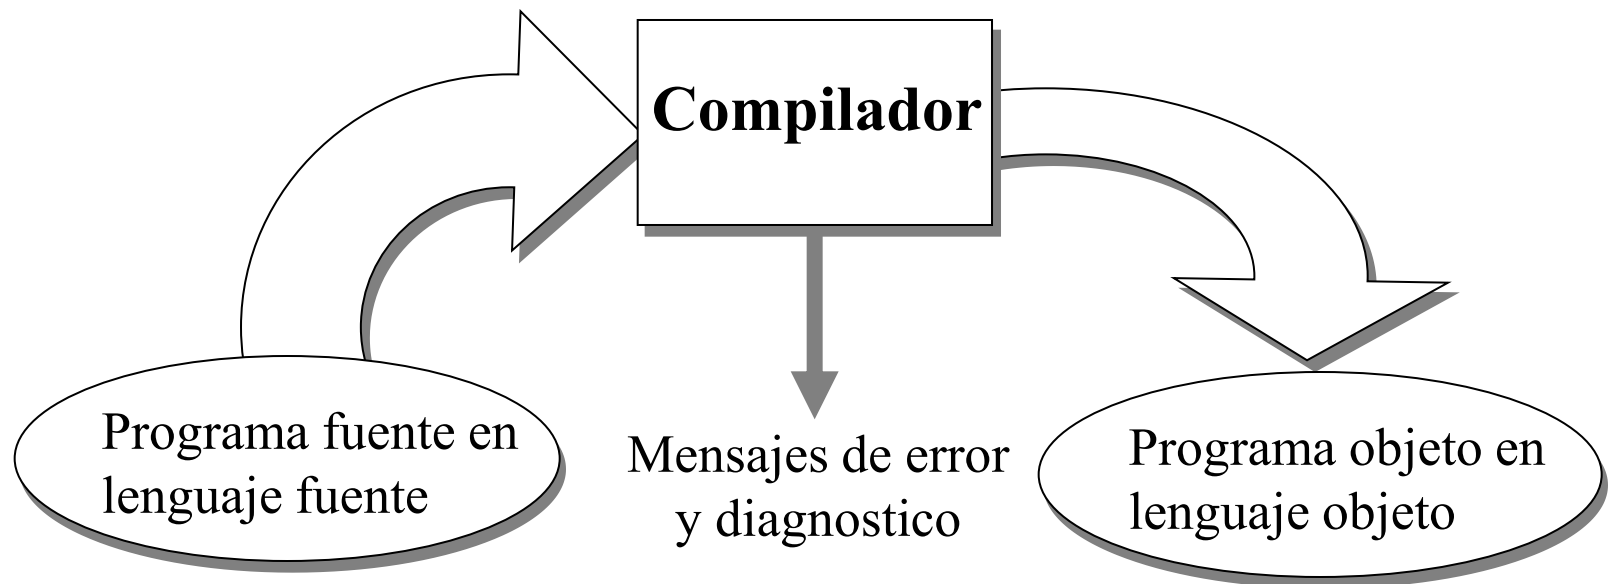 Compilador
Programa fuente en
lenguaje fuente
Mensajes de error
y diagnostico
Programa objeto en
lenguaje objeto